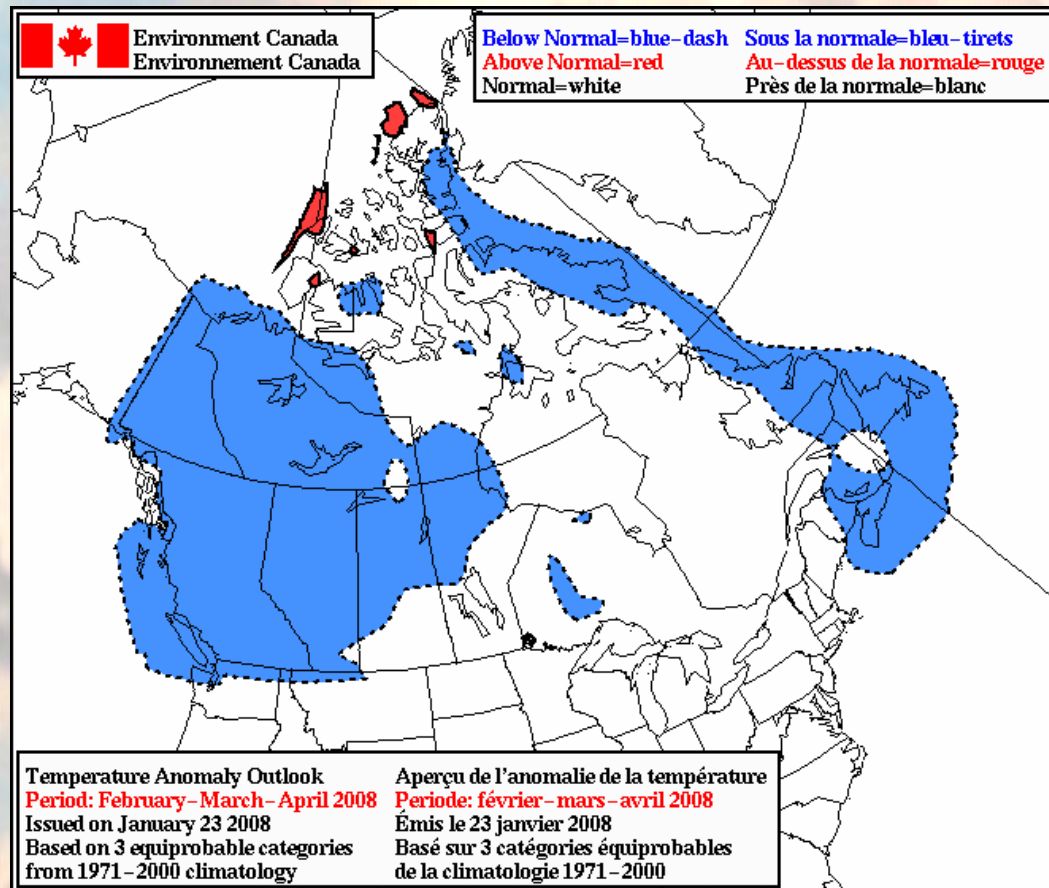 Environment Canada
Environnement Canada
Below Normal=blue-dash Sous la normale=bleu-tirets
Above Normal=red Au-dessus de la normale=rouge
Normal=white Près de la normale=blanc
Temperature Anomaly Outlook
Period: February-March-April 2008
Issued on January 23 2008
Based on 3 equiprobable categories
from 1971-2000 climatology
Aperçu de l'anomalie de la température
Periode: février-mars-avril 2008
Émis le 23 janvier 2008
Basé sur 3 catégories équiprobables
de la climatologie 1971-2000